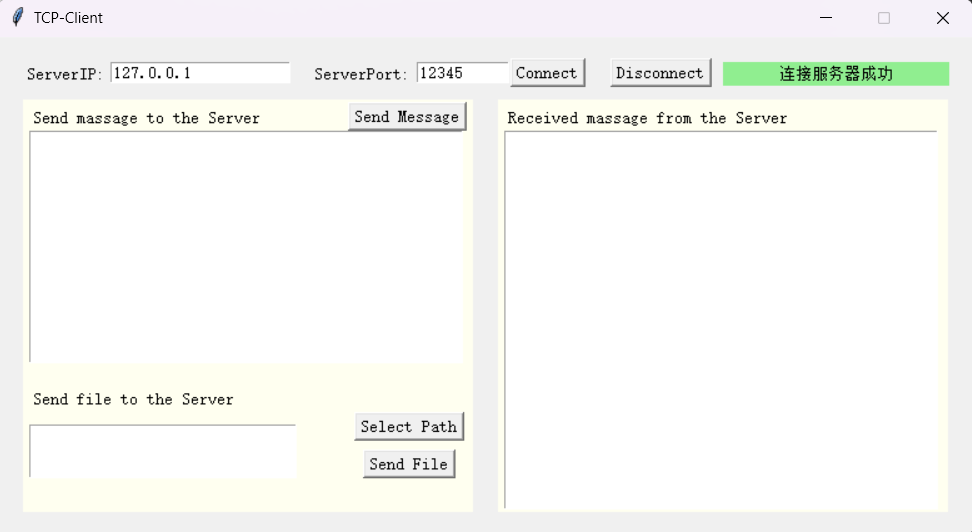 TCP-Client
ServerIP: 127.0.0.1 ServerPort: 12345 Connect Disconnect 连接服务器成功
Send massage to the Server Send Message
Received massage from the Server
Send file to the Server
Select Path
Send File